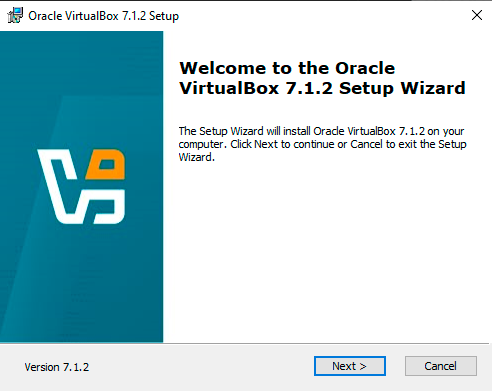 Oracle VirtualBox 7.1.2 Setup
Welcome to the Oracle
VirtualBox 7.1.2 Setup Wizard
The Setup Wizard will install Oracle VirtualBox 7.1.2 on your
computer. Click Next to continue or Cancel to exit the Setup
Wizard.
Version 7.1.2
Next >
Cancel